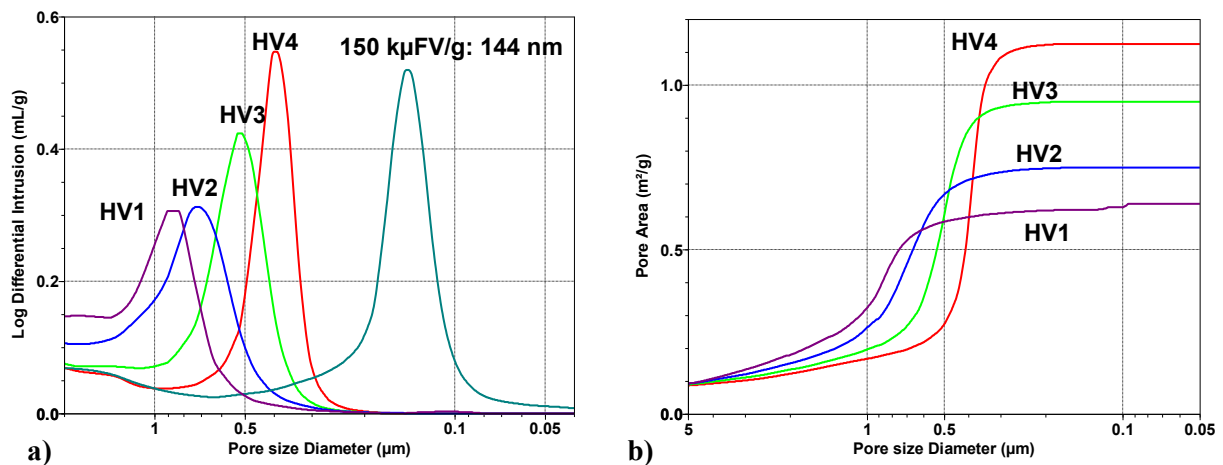 0.6
0.4
0.2
0.0
Log Differential Intrusion (mL/g)
HV1
HV2
HV3
HV4
150 kµFV/g: 144 nm
1
0.5
0.1
0.05
Pore size Diameter (µm)
a)
1.0
0.5
0.0
Pore Area (m²/g)
HV4
HV3
HV2
HV1
5
1
0.5
0.1
0.05
Pore size Diameter (µm)
b)